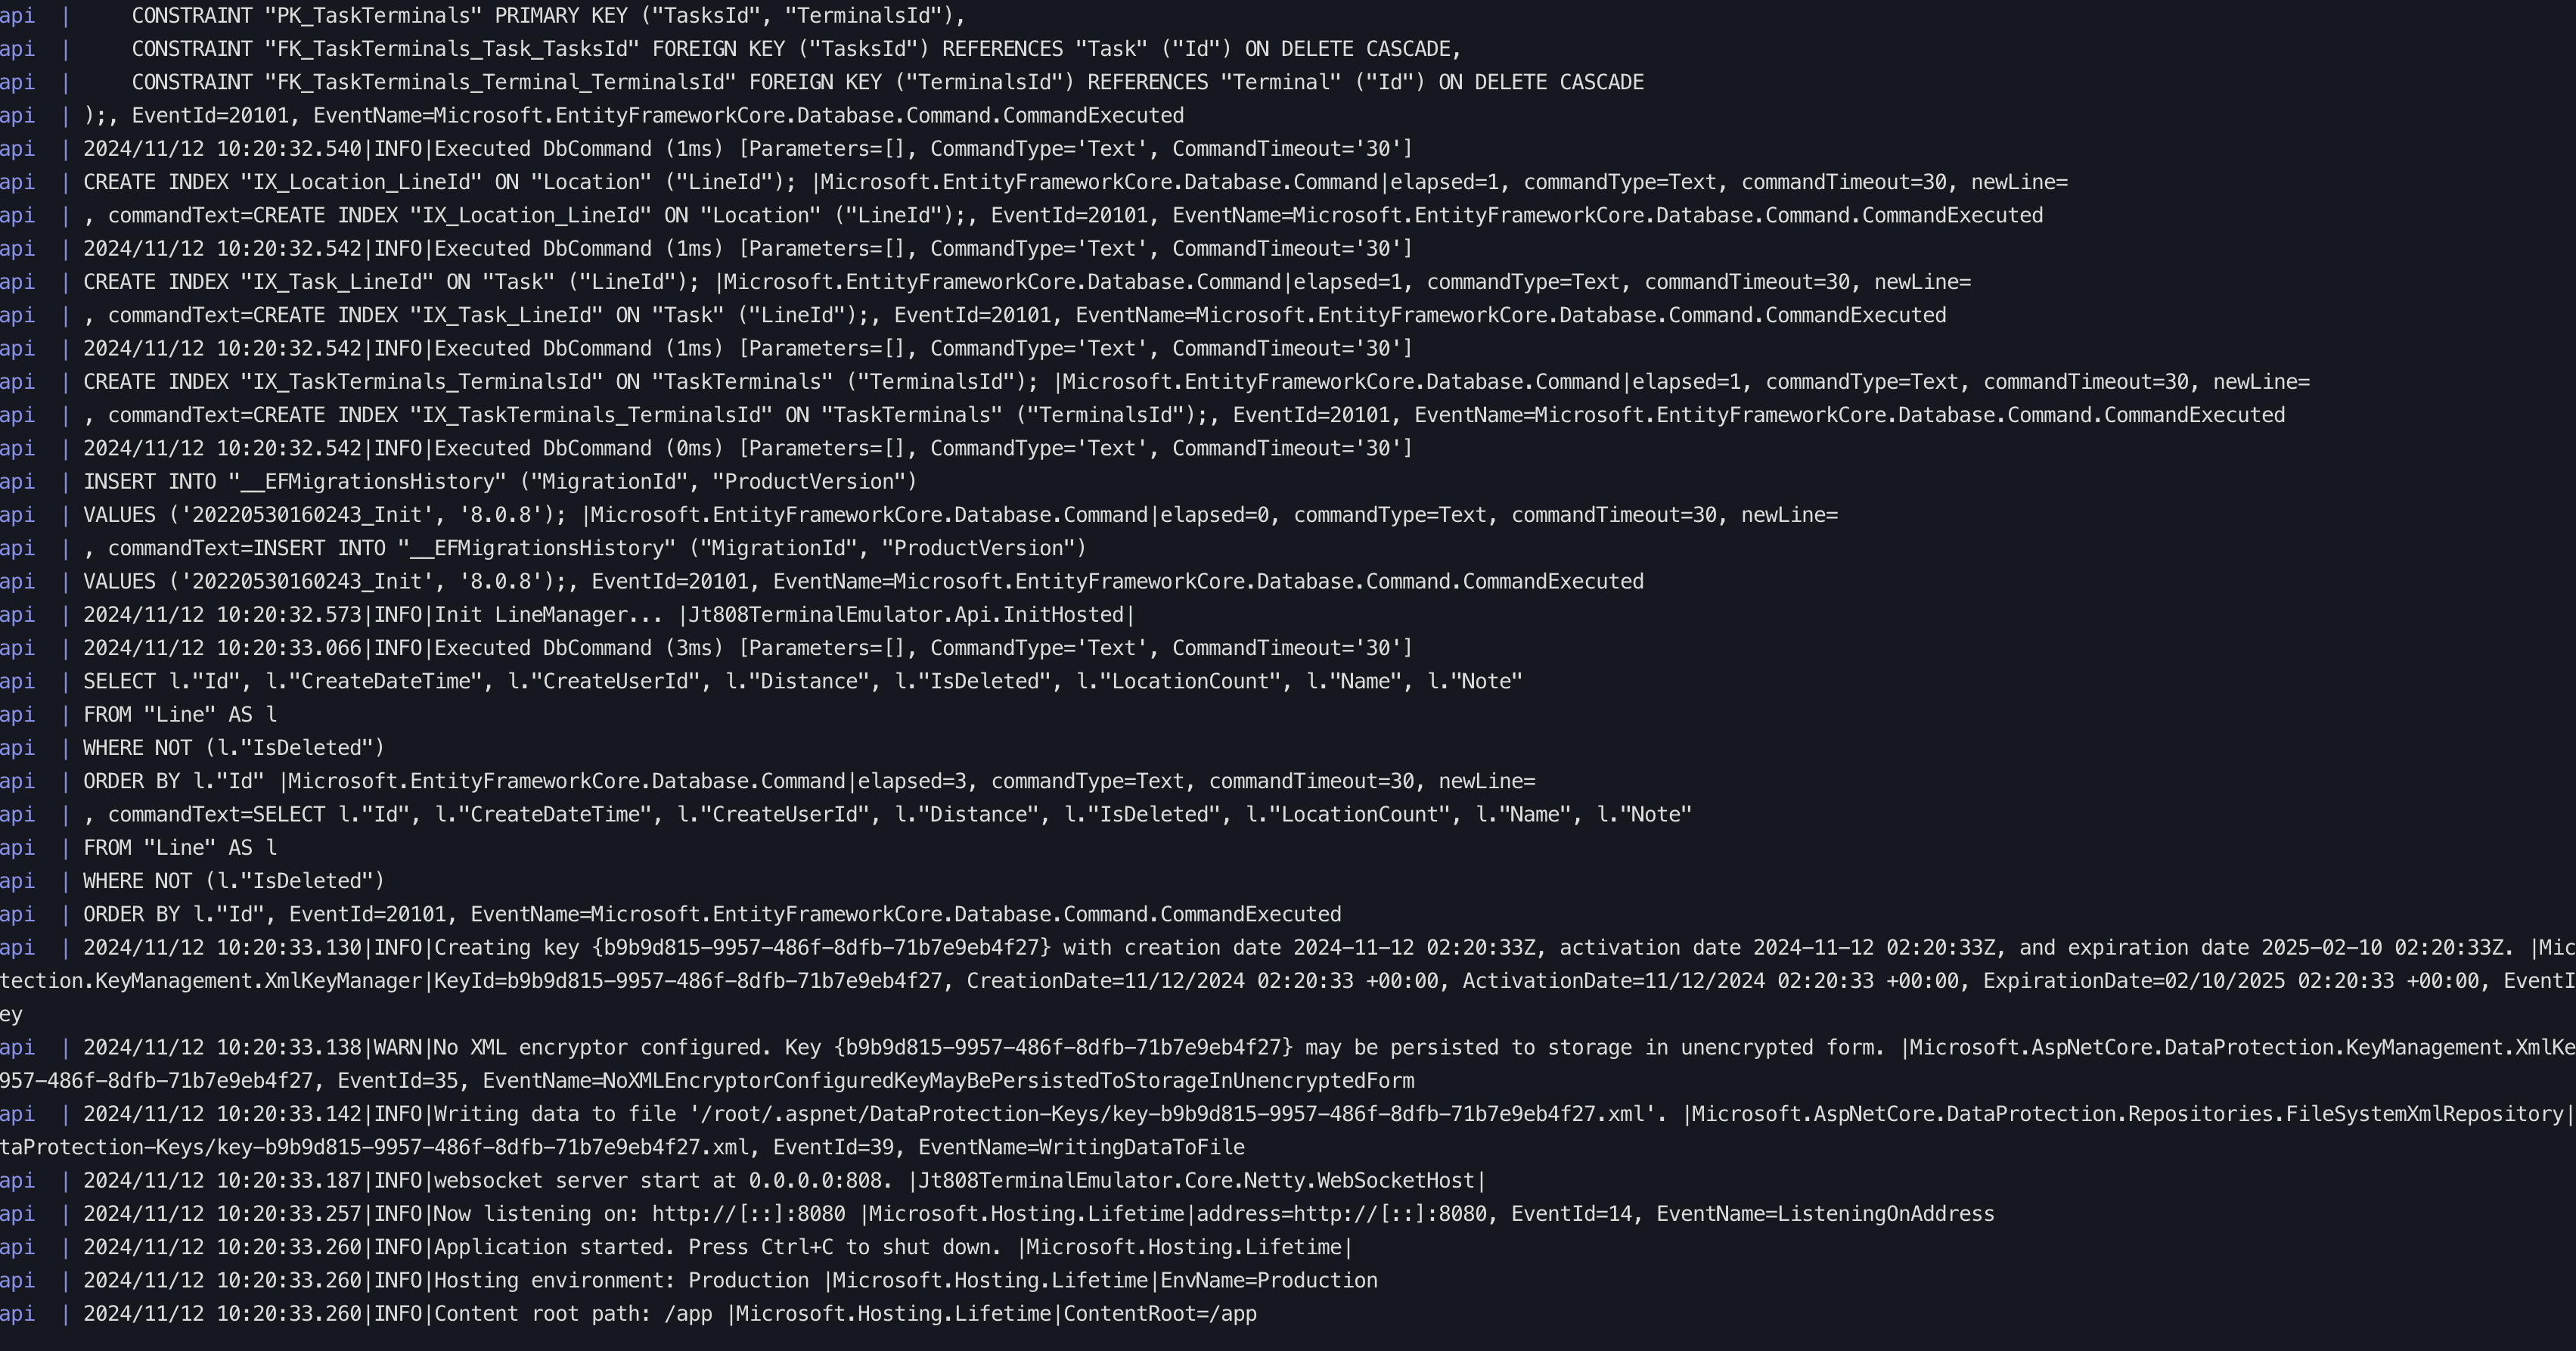 api  |     CONSTRAINT "PK_TaskTerminals" PRIMARY KEY ("TasksId", "TerminalsId"),
api  |     CONSTRAINT "FK_TaskTerminals_Task_TasksId" FOREIGN KEY ("TasksId") REFERENCES "Task" ("Id") ON DELETE CASCADE,
api  |     CONSTRAINT "FK_TaskTerminals_Terminal_TerminalsId" FOREIGN KEY ("TerminalsId") REFERENCES "Terminal" ("Id") ON DELETE CASCADE
api  | );, EventId=20101, EventName=Microsoft.EntityFrameworkCore.Database.Command.CommandExecuted
api  | 2024/11/12 10:20:32.540|INFO|Executed DbCommand (1ms) [Parameters=[], CommandType='Text', CommandTimeout='30']
api  | CREATE INDEX "IX_Location_LineId" ON "Location" ("LineId"); |Microsoft.EntityFrameworkCore.Database.Command|elapsed=1, commandType=Text, commandTimeout=30, newLine=
api  | , commandText=CREATE INDEX "IX_Location_LineId" ON "Location" ("LineId");, EventId=20101, EventName=Microsoft.EntityFrameworkCore.Database.Command.CommandExecuted
api  | 2024/11/12 10:20:32.542|INFO|Executed DbCommand (1ms) [Parameters=[], CommandType='Text', CommandTimeout='30']
api  | CREATE INDEX "IX_Task_LineId" ON "Task" ("LineId"); |Microsoft.EntityFrameworkCore.Database.Command|elapsed=1, commandType=Text, commandTimeout=30, newLine=
api  | , commandText=CREATE INDEX "IX_Task_LineId" ON "Task" ("LineId");, EventId=20101, EventName=Microsoft.EntityFrameworkCore.Database.Command.CommandExecuted
api  | 2024/11/12 10:20:32.542|INFO|Executed DbCommand (1ms) [Parameters=[], CommandType='Text', CommandTimeout='30']
api  | CREATE INDEX "IX_TaskTerminals_TerminalsId" ON "TaskTerminals" ("TerminalsId"); |Microsoft.EntityFrameworkCore.Database.Command|elapsed=1, commandType=Text, commandTimeout=30, newLine=
api  | , commandText=CREATE INDEX "IX_TaskTerminals_TerminalsId" ON "TaskTerminals" ("TerminalsId");, EventId=20101, EventName=Microsoft.EntityFrameworkCore.Database.Command.CommandExecuted
api  | 2024/11/12 10:20:32.542|INFO|Executed DbCommand (0ms) [Parameters=[], CommandType='Text', CommandTimeout='30']
api  | INSERT INTO "__EFMigrationsHistory" ("MigrationId", "ProductVersion")
api  | VALUES ('20220530160243_Init', '8.0.8'); |Microsoft.EntityFrameworkCore.Database.Command|elapsed=0, commandType=Text, commandTimeout=30, newLine=
api  | , commandText=INSERT INTO "__EFMigrationsHistory" ("MigrationId", "ProductVersion")
api  | VALUES ('20220530160243_Init', '8.0.8');, EventId=20101, EventName=Microsoft.EntityFrameworkCore.Database.Command.CommandExecuted
api  | 2024/11/12 10:20:32.573|INFO|Init LineManager... |Jt808TerminalEmulator.Api.InitHosted|
api  | 2024/11/12 10:20:33.066|INFO|Executed DbCommand (3ms) [Parameters=[], CommandType='Text', CommandTimeout='30']
api  | SELECT l."Id", l."CreateDateTime", l."CreateUserId", l."Distance", l."IsDeleted", l."LocationCount", l."Name", l."Note"
api  | FROM "Line" AS l
api  | WHERE NOT (l."IsDeleted")
api  | ORDER BY l."Id" |Microsoft.EntityFrameworkCore.Database.Command|elapsed=3, commandType=Text, commandTimeout=30, newLine=
api  | , commandText=SELECT l."Id", l."CreateDateTime", l."CreateUserId", l."Distance", l."IsDeleted", l."LocationCount", l."Name", l."Note"
api  | FROM "Line" AS l
api  | WHERE NOT (l."IsDeleted")
api  | ORDER BY l."Id", EventId=20101, EventName=Microsoft.EntityFrameworkCore.Database.Command.CommandExecuted
api  | 2024/11/12 10:20:33.130|INFO|Creating key {b9b9d815-9957-486f-8dfb-71b7e9eb4f27} with creation date 2024-11-12 02:20:33Z, activation date 2024-11-12 02:20:33Z, and expiration date 2025-02-10 02:20:33Z. |Mic
tection.KeyManagement.XmlKeyManager|KeyId=b9b9d815-9957-486f-8dfb-71b7e9eb4f27, CreationDate=11/12/2024 02:20:33 +00:00, ActivationDate=11/12/2024 02:20:33 +00:00, ExpirationDate=02/10/2025 02:20:33 +00:00, EventI
ey
api  | 2024/11/12 10:20:33.138|WARN|No XML encryptor configured. Key {b9b9d815-9957-486f-8dfb-71b7e9eb4f27} may be persisted to storage in unencrypted form. |Microsoft.AspNetCore.DataProtection.KeyManagement.XmlKe
957-486f-8dfb-71b7e9eb4f27, EventId=35, EventName=NoXMLEncryptorConfiguredKeyMayBePersistedToStorageInUnencryptedForm
api  | 2024/11/12 10:20:33.142|INFO|Writing data to file '/root/.aspnet/DataProtection-Keys/key-b9b9d815-9957-486f-8dfb-71b7e9eb4f27.xml'. |Microsoft.AspNetCore.DataProtection.Repositories.FileSystemXmlRepository|
taProtection-Keys/key-b9b9d815-9957-486f-8dfb-71b7e9eb4f27.xml, EventId=39, EventName=WritingDataToFile
api  | 2024/11/12 10:20:33.187|INFO|websocket server start at 0.0.0.0:808. |Jt808TerminalEmulator.Core.Netty.WebSocketHost|
api  | 2024/11/12 10:20:33.257|INFO|Now listening on: http://[::]:8080 |Microsoft.Hosting.Lifetime|address=http://[::]:8080, EventId=14, EventName=ListeningOnAddress
api  | 2024/11/12 10:20:33.260|INFO|Application started. Press Ctrl+C to shut down. |Microsoft.Hosting.Lifetime|
api  | 2024/11/12 10:20:33.260|INFO|Hosting environment: Production |Microsoft.Hosting.Lifetime|EnvName=Production
api  | 2024/11/12 10:20:33.260|INFO|Content root path: /app |Microsoft.Hosting.Lifetime|ContentRoot=/app